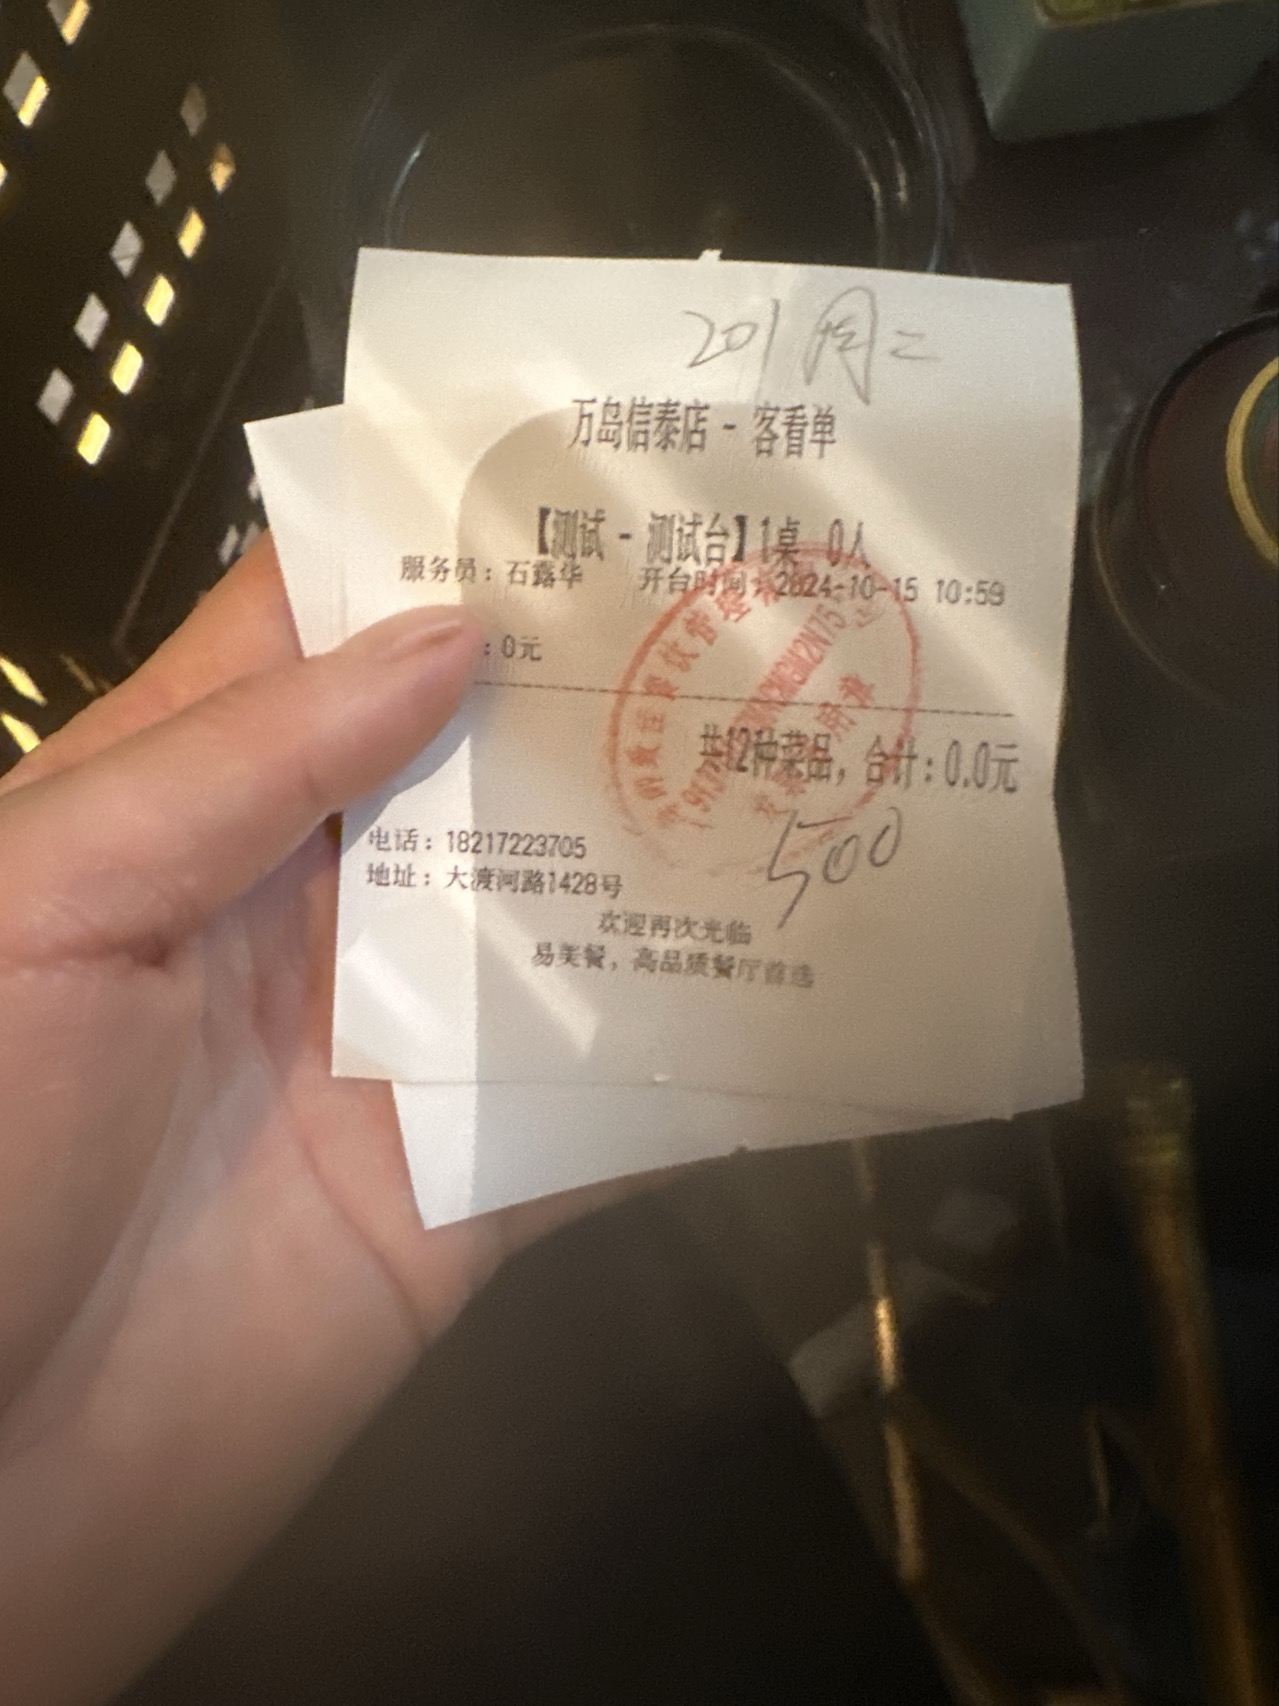 201 周二
万岛信泰店 - 客看单
【测试 - 测试台】1桌 0人
服务员：石露华 开台时间：2024-10-15 10:59
：0元
共12种菜品，合计：0.0元
500
电话：18217223705
地址：大渡河路1428号
欢迎再次光临
易美餐，高品质餐厅首选